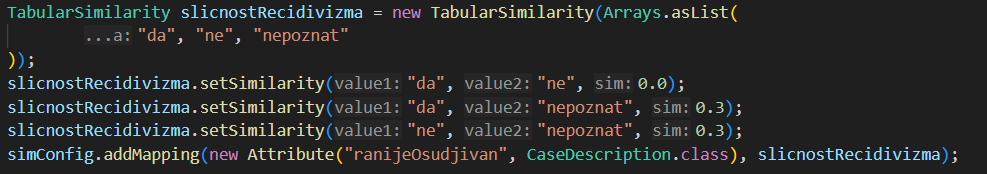 TabularSimilarity slicnostRecidivizma = new TabularSimilarity(Arrays.asList(
...a: "da", "ne", "nepoznat"
));
slicnostRecidivizma.setSimilarity(value1: "da", value2: "ne", sim: 0.0);
slicnostRecidivizma.setSimilarity(value1: "da", value2: "nepoznat", sim: 0.3);
slicnostRecidivizma.setSimilarity(value1: "ne", value2: "nepoznat", sim: 0.3);
simConfig.addMapping(new Attribute("ranijeOsudjivan", CaseDescription.class), slicnostRecidivizma);